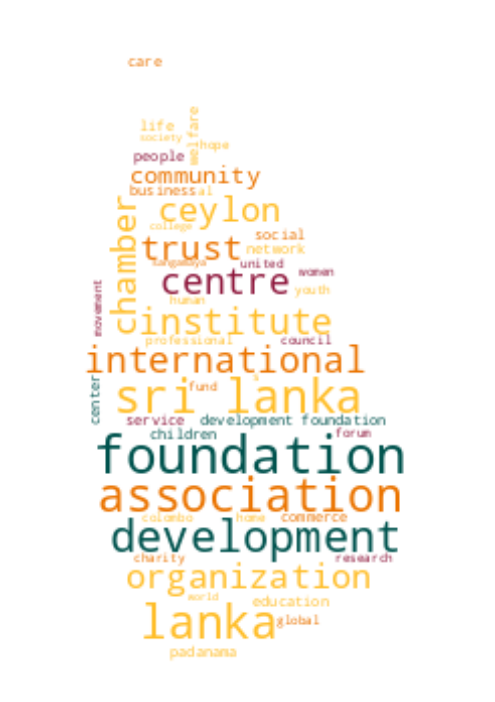 care
life
welfare
society
hope
people
community
business
al
chamber
ceylon
college
social
trust
network
sangamaya
united
centre
women
movement
youth
human
institute
professional
council
international
center
fund
sri lanka
service
development foundation
children
forum
foundation
association
colombo
home
commerce
development
charity
research
organization
world
education
lanka
global
padanama